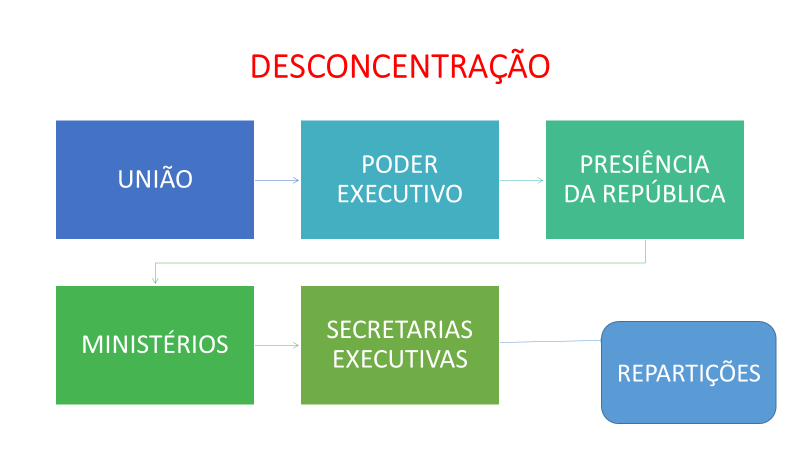 DESCONCENTRAÇÃO
UNIÃO
PODER
EXECUTIVO
PRESIÊNCIA
DA REPÚBLICA
MINISTÉRIOS
SECRETARIAS
EXECUTIVAS
REPARTIÇÕES